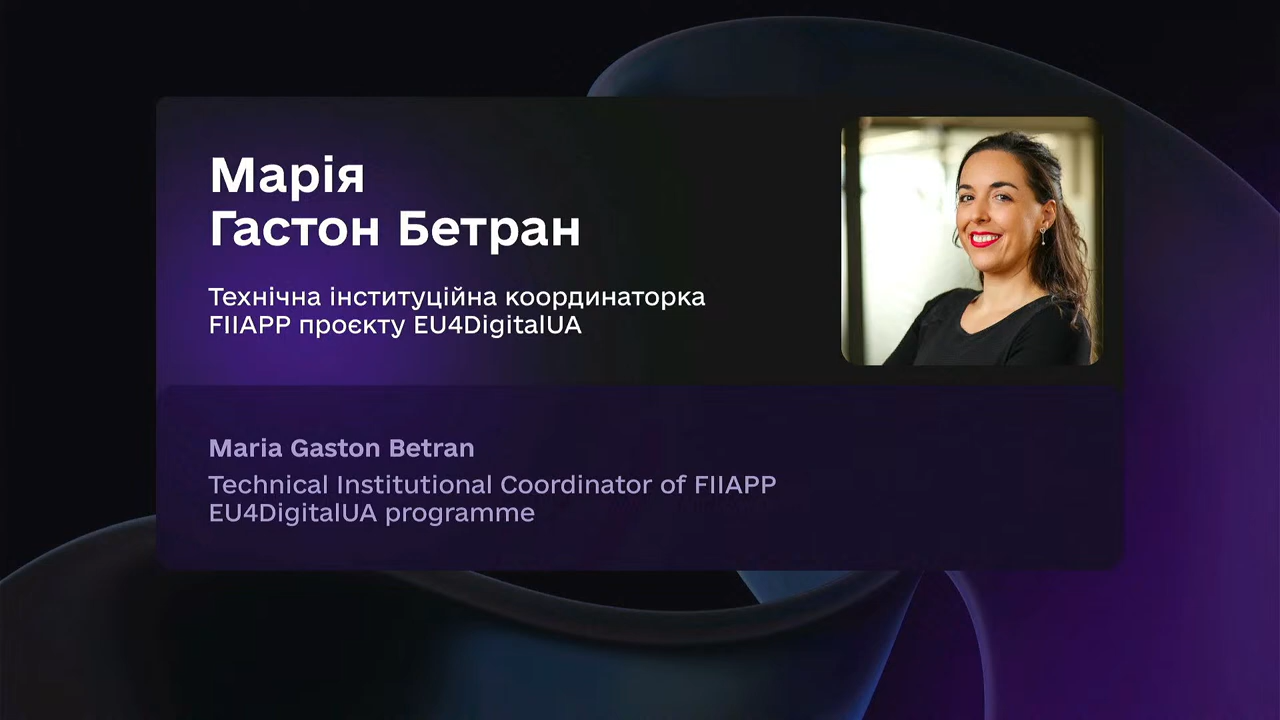 Марія
Гастон Бетран
Технічна інституційна координаторка
FIIAPP проєкту EU4DigitalUA
Maria Gaston Betran
Technical Institutional Coordinator of FIIAPP
EU4DigitalUA programme